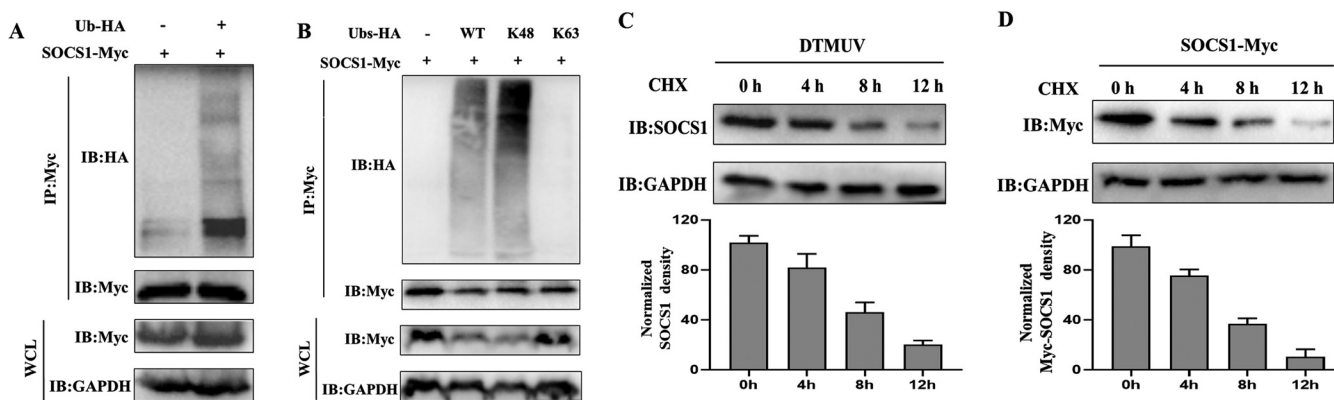 A
Ub-HA - +
SOCS1-Myc + +
IP:Myc
IB:HA
IB:Myc
WCL
IB:Myc
IB:GAPDH
B
Ubs-HA - WT K48 K63
SOCS1-Myc + + + +
IP:Myc
IB:HA
IB:Myc
WCL
IB:Myc
IB:GAPDH
C
DTMUV
CHX 0 h 4 h 8 h 12 h
IB:SOCS1
IB:GAPDH
Normalized
SOCS1 density
120
80
40
0
0h 4h 8h 12h
D
SOCS1-Myc
CHX 0 h 4 h 8 h 12 h
IB:Myc
IB:GAPDH
Normalized
Myc-SOCS1 density
120
80
40
0
0h 4h 8h 12h